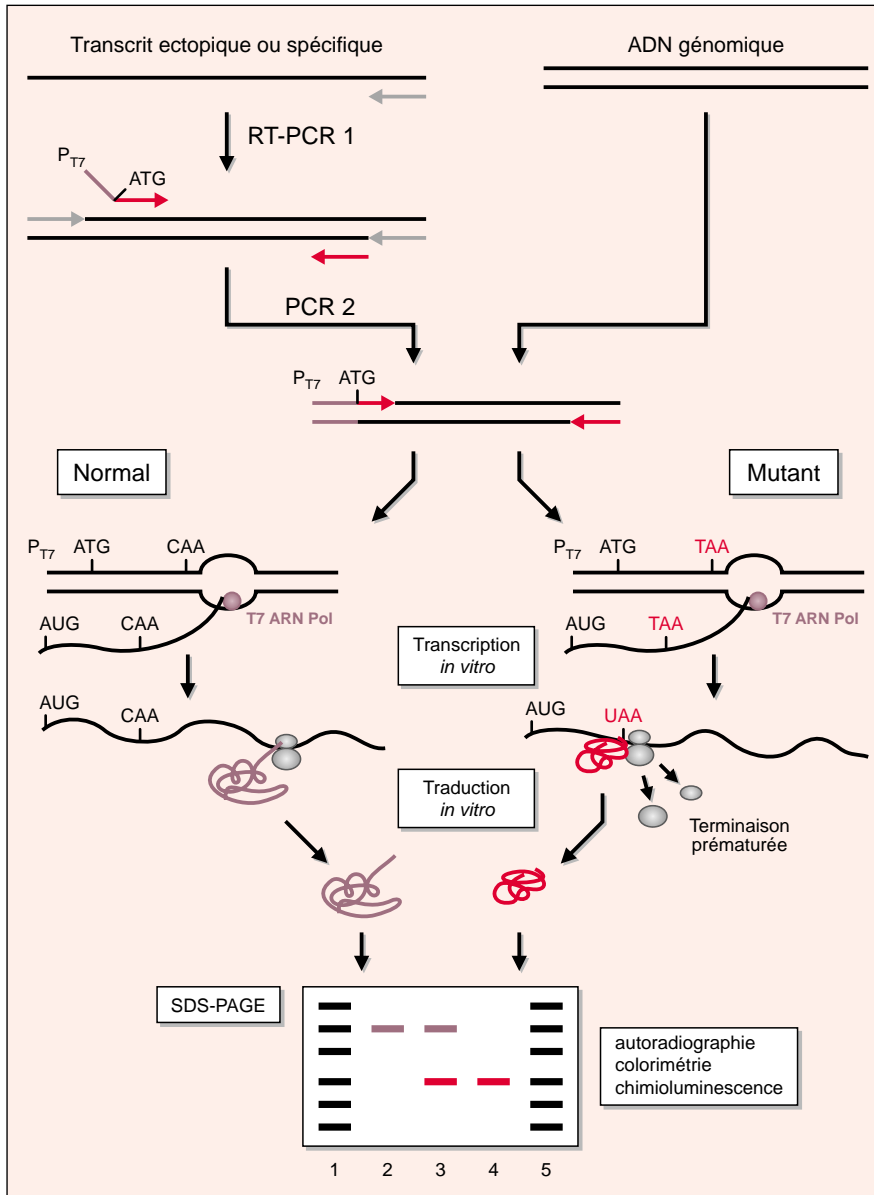 Transcrit ectopique ou spécifique
ADN génomique
RT-PCR 1
PT7
ATG
PCR 2
PT7
ATG
Normal
Mutant
PT7
ATG
CAA
T7 ARN Pol
AUG
CAA
PT7
ATG
TAA
T7 ARN Pol
AUG
TAA
Transcription
in vitro
AUG
CAA
AUG
UAA
Traduction
in vitro
Terminaison
prématurée
SDS-PAGE
autoradiographie
colorimétrie
chimioluminescence
1 2 3 4 5